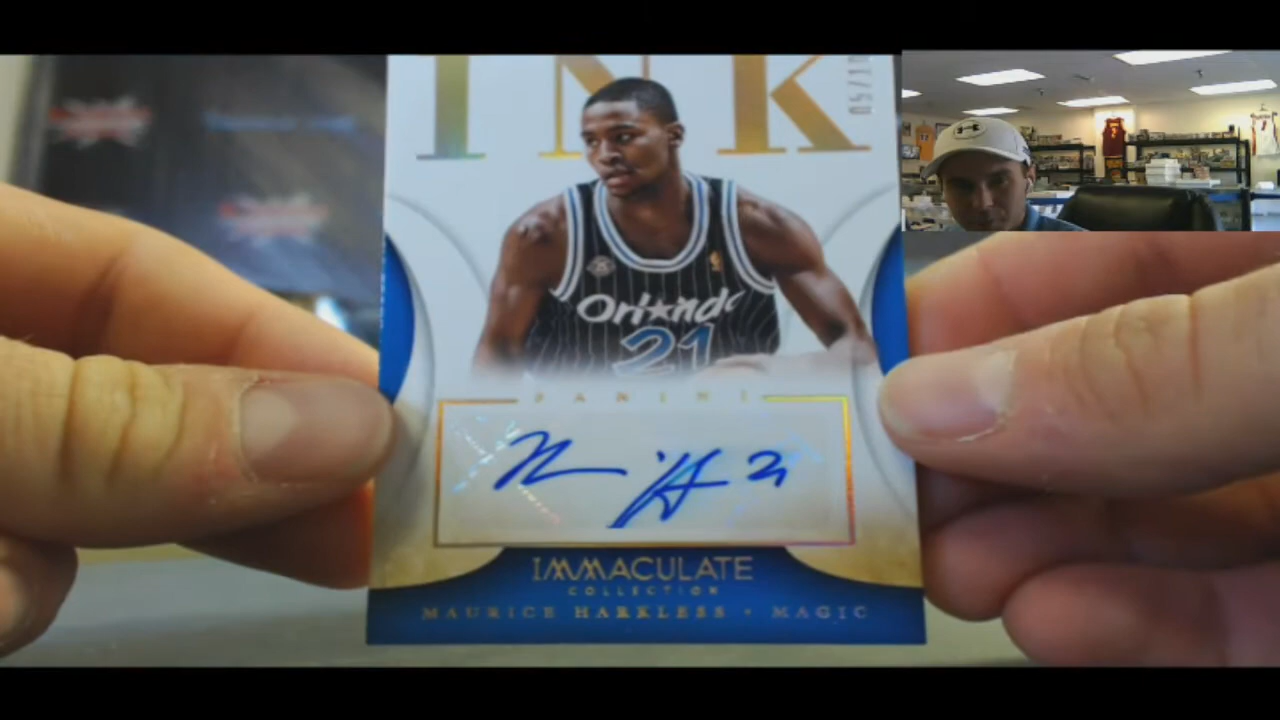 INK
PANINI
Orlando
21
IMMACULATE
COLLECTION
MAURICE HARKLESS • MAGIC